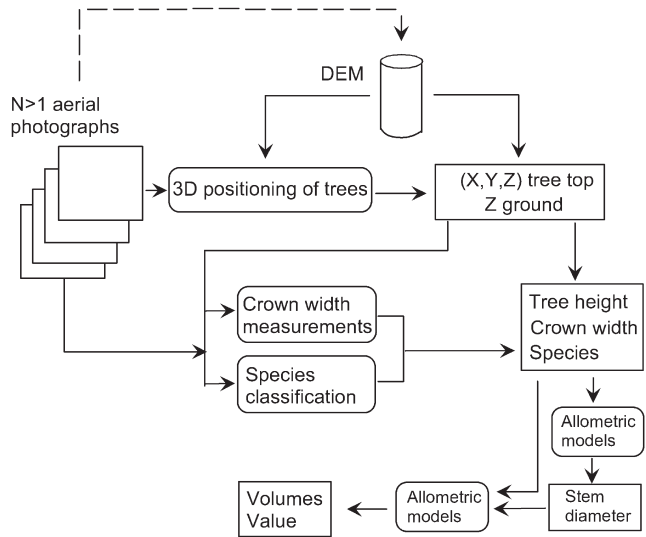 DEM
N>1 aerial
photographs
3D positioning of trees
(X,Y,Z) tree top
Z ground
Crown width
measurements
Species
classification
Tree height
Crown width
Species
Allometric
models
Stem
diameter
Allometric
models
Volumes
Value